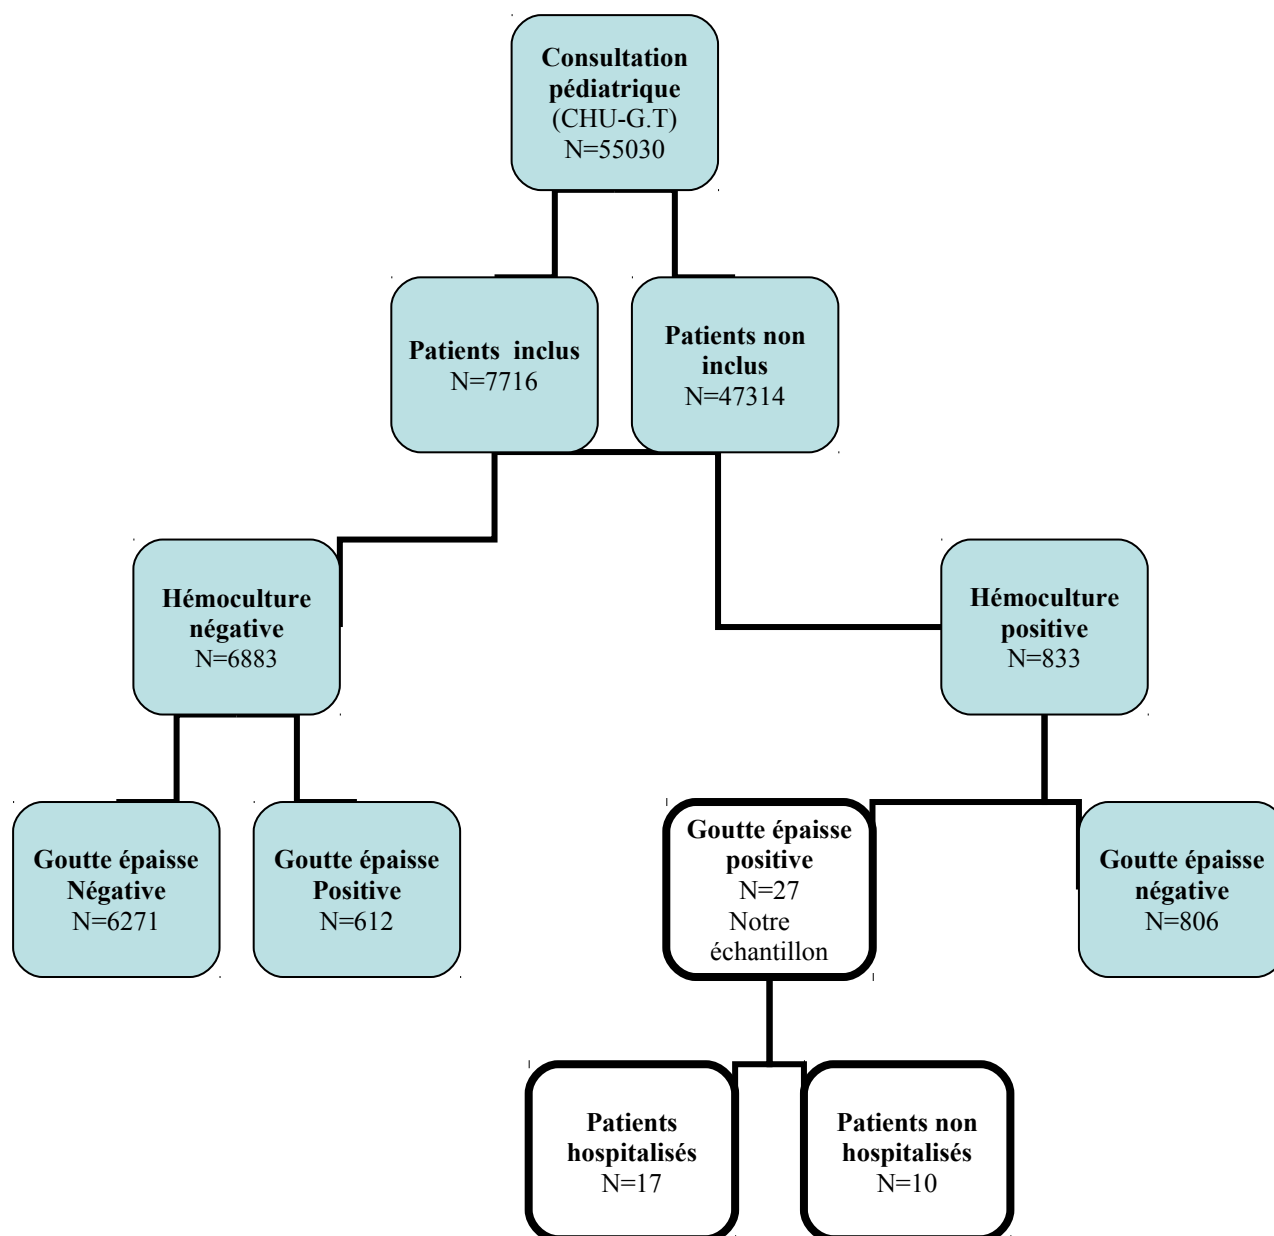 Consultation
pédiatrique
(CHU-G.T)
N=55030
Patients inclus
N=7716
Patients non
inclus
N=47314
Hémoculture
négative
N=6883
Hémoculture
positive
N=833
Goutte épaisse
Négative
N=6271
Goutte épaisse
Positive
N=612
Goutte épaisse
positive
N=27
Notre
échantillon
Goutte épaisse
négative
N=806
Patients
hospitalisés
N=17
Patients non
hospitalisés
N=10